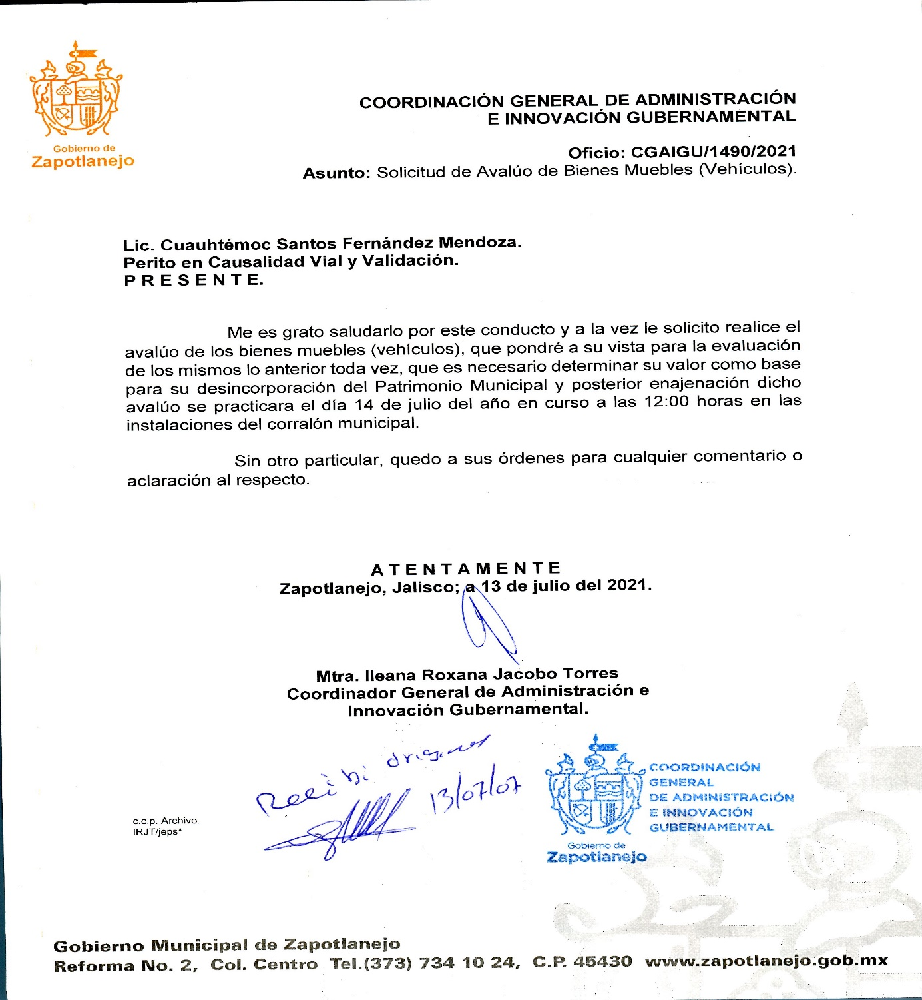 Gobierno de
Zapotlanejo
COORDINACIÓN GENERAL DE ADMINISTRACIÓN
E INNOVACIÓN GUBERNAMENTAL
Oficio: CGAIGU/1490/2021
Asunto: Solicitud de Avalúo de Bienes Muebles (Vehículos).
Lic. Cuauhtémoc Santos Fernández Mendoza.
Perito en Causalidad Vial y Validación.
P R E S E N T E.
Me es grato saludarlo por este conducto y a la vez le solicito realice el
avalúo de los bienes muebles (vehículos), que pondré a su vista para la evaluación
de los mismos lo anterior toda vez, que es necesario determinar su valor como base
para su desincorporación del Patrimonio Municipal y posterior enajenación dicho
avalúo se practicara el día 14 de julio del año en curso a las 12:00 horas en las
instalaciones del corralón municipal.
Sin otro particular, quedo a sus órdenes para cualquier comentario o
aclaración al respecto.
A T E N T A M E N T E
Zapotlanejo, Jalisco; a 13 de julio del 2021.
Mtra. Ileana Roxana Jacobo Torres
Coordinador General de Administración e
Innovación Gubernamental.
Recibi
13/07/07
COORDINACIÓN
GENERAL
DE ADMINISTRACIÓN
E INNOVACIÓN
GUBERNAMENTAL
Gobierno de
Zapotlanejo
c.c.p. Archivo.
IRJT/jeps*
Gobierno Municipal de Zapotlanejo
Reforma No. 2, Col. Centro Tel.(373) 734 10 24, C.P. 45430 www.zapotlanejo.gob.mx